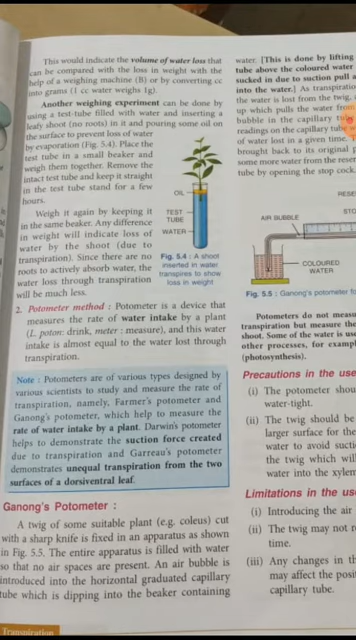 This would indicate the volume of water loss that
can be compared with the loss in weight with the
help of a weighing machine (B) or by converting cc
into grams (1 cc water weighs 1g).
Another weighing experiment can be done by
using a test-tube filled with water and inserting a
leafy shoot (no roots) in it and pouring some oil on
the surface to prevent loss of water
by evaporation (Fig. 5.4). Place the
test tube in a small beaker and
weigh them together. Remove the
intact test tube and keep it straight
in the test tube stand for a few
hours.
Weigh it again by keeping it
in the same beaker. Any difference
in weight will indicate loss of
water by the shoot (due to
transpiration). Since there are no
roots to actively absorb water, the
water loss through transpiration
will be much less.
OIL
TEST
TUBE
WATER
Fig. 5.4 : A shoot
inserted in water
transpires to show
loss in weight
2. Potometer method : Potometer is a device that
measures the rate of water intake by a plant
(L. poton: drink, meter : measure), and this water
intake is almost equal to the water lost through
transpiration.
Note : Potometers are of various types designed by
various scientists to study and measure the rate of
transpiration, namely, Farmer's potometer and
Ganong's potometer, which help to measure the
rate of water intake by a plant. Darwin's potometer
helps to demonstrate the suction force created
due to transpiration and Garreau's potometer
demonstrates unequal transpiration from the two
surfaces of a dorsiventral leaf.
Ganong's Potometer :
A twig of some suitable plant (e.g. coleus) cut
with a sharp knife is fixed in an apparatus as shown
in Fig. 5.5. The entire apparatus is filled with water
so that no air spaces are present. An air bubble is
introduced into the horizontal graduated capillary
tube which is dipping into the beaker containing
Transpiration
water. [This is done by lifting
tube above the coloured water
sucked in due to suction pull a
into the water.] As transpiratio
the water is lost from the twig,
up which pulls the water from
bubble in the capillary
readings on the capillary
of water lost in a given time.
brought back to its original p
some more water from the reser
tube by opening the stop cock.
RESE
STO
AIR BUBBLE
COLOURED
WATER
Fig. 5.5 : Ganong's potometer fo
Potometers do not measu
transpiration but measure the
shoot. Some of the water is use
other processes, for examp
(photosynthesis).
Precautions in the use
(i) The potometer shou
water-tight.
(ii) The twig should be
larger surface for the
water to avoid sucti
the twig which will
water into the xylem
Limitations in the us
(i) Introducing the air
(ii) The twig may not r
time.
(iii) Any changes in th
may affect the posi
capillary tube.